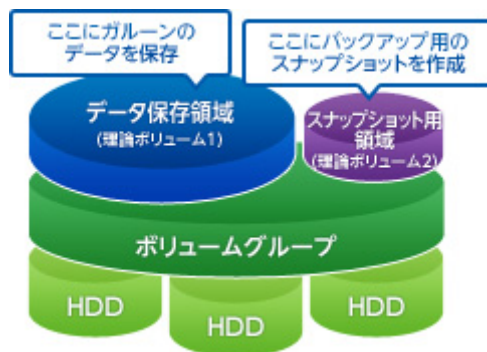 ここにガルーンの
データを保存
ここにバックアップ用の
スナップショットを作成
データ保存領域
(理論ボリューム1)
スナップショット用
領域
(理論ボリューム2)
ボリュームグループ
HDD
HDD
HDD